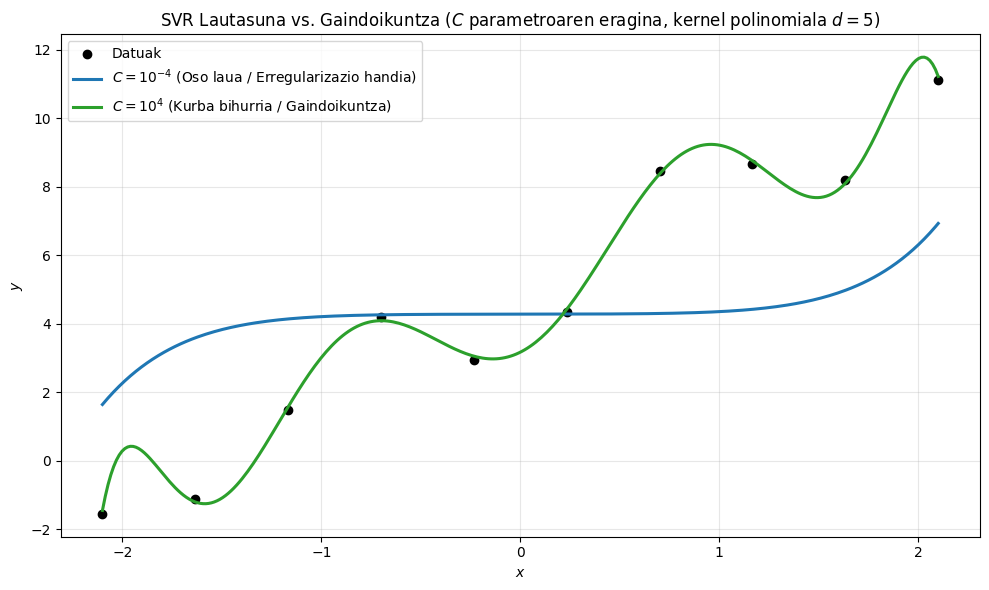 SVR Lautasuna vs. Gaindoikuntza (C parametroaren eragina, kernel polinomiala d = 5)
Datuak
C = 10⁻⁴ (Oso laua / Erregularizazio handia)
C = 10⁴ (Kurba bihurria / Gaindoikuntza)
12
10
8
6
4
2
0
−2
y
−2
−1
0
1
2
x